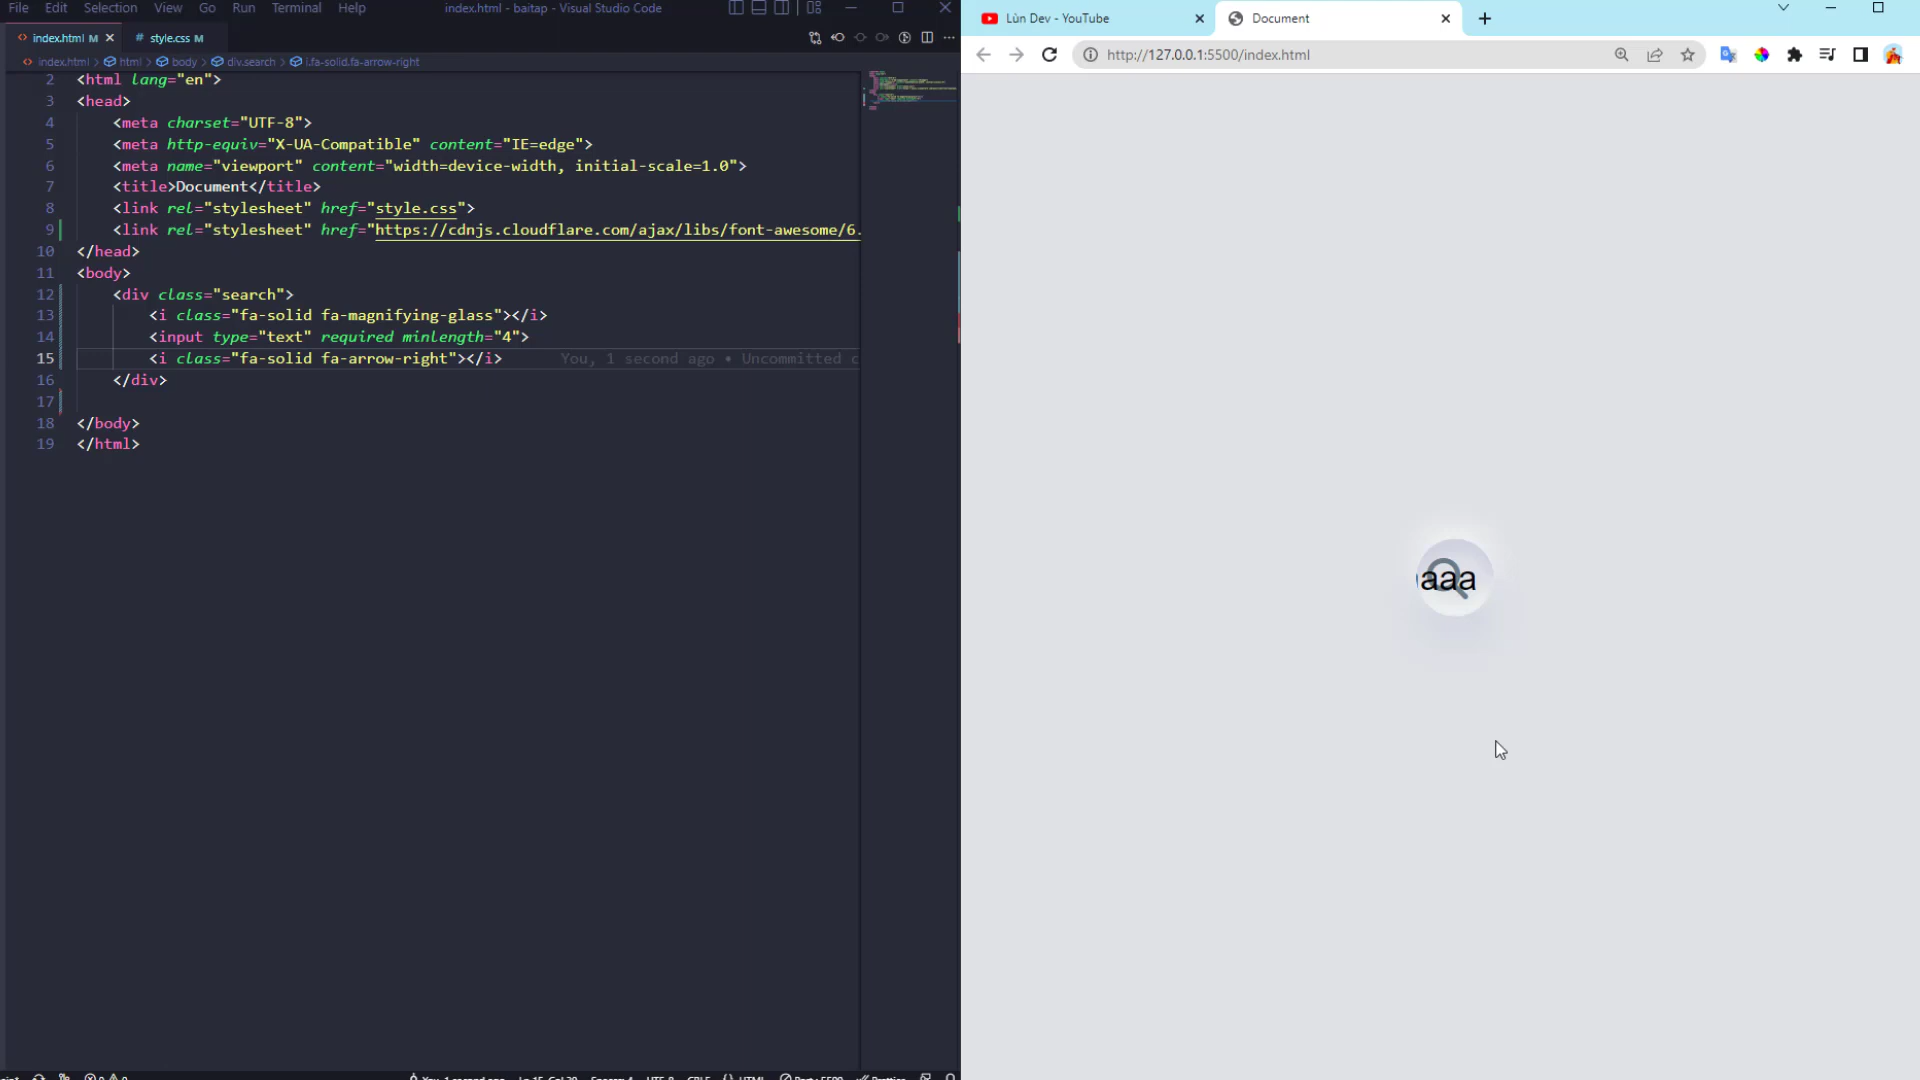 File Edit Selection View Go Run Terminal Help
index.html - baitap - Visual Studio Code
index.html M
style.css M
index.html > html > body > div.search > i.fa-solid.fa-arrow-right
2 <html lang="en">
3 <head>
4 <meta charset="UTF-8">
5 <meta http-equiv="X-UA-Compatible" content="IE=edge">
6 <meta name="viewport" content="width=device-width, initial-scale=1.0">
7 <title>Document</title>
8 <link rel="stylesheet" href="style.css">
9 <link rel="stylesheet" href="https://cdnjs.cloudflare.com/ajax/libs/font-awesome/6.
10 </head>
11 <body>
12 <div class="search">
13 <i class="fa-solid fa-magnifying-glass"></i>
14 <input type="text" required minlength="4">
15 <i class="fa-solid fa-arrow-right"></i> You, 1 second ago • Uncommitted c
16 </div>
17
18 </body>
19 </html>
Lùn Dev - YouTube
Document
http://127.0.0.1:5500/index.html
aaa